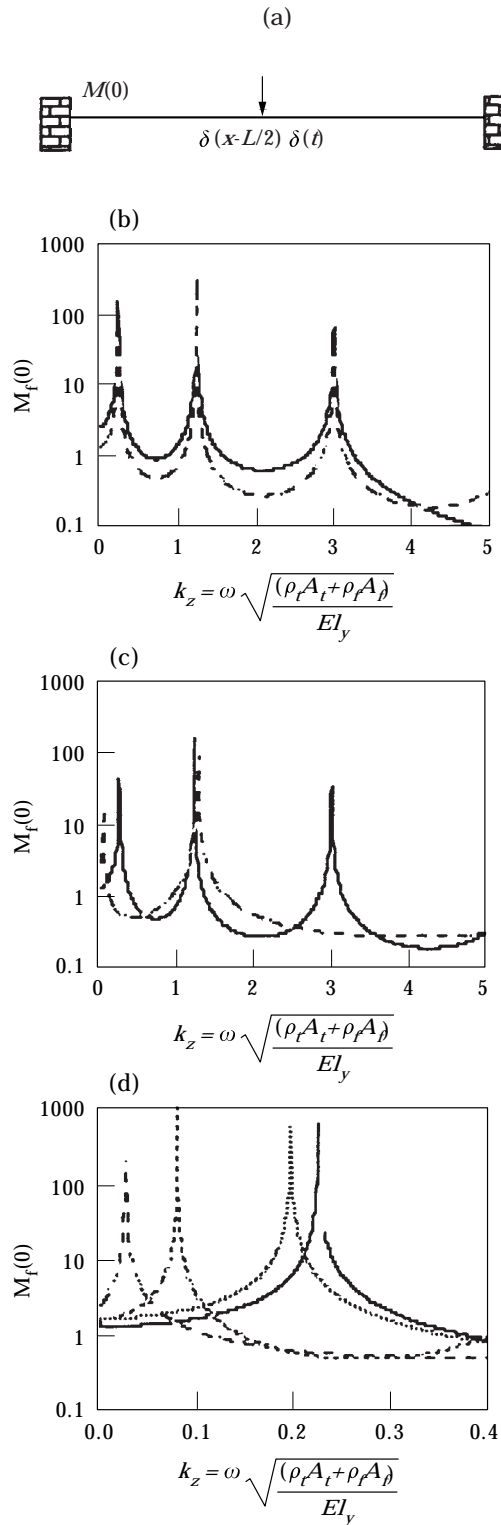 (a)
M(0)
δ(x-L/2) δ(t)
(b)
1000
100
10
1
0.1
M_f(0)
0 1 2 3 4 5
k_z = ω √((ρ_t A_t + ρ_f A_f) / EI_y)
(c)
1000
100
10
1
0.1
M_f(0)
0 1 2 3 4 5
k_z = ω √((ρ_t A_t + ρ_f A_f) / EI_y)
(d)
1000
100
10
1
0.1
M_f(0)
0.0 0.1 0.2 0.3 0.4
k_z = ω √((ρ_t A_t + ρ_f A_f) / EI_y)